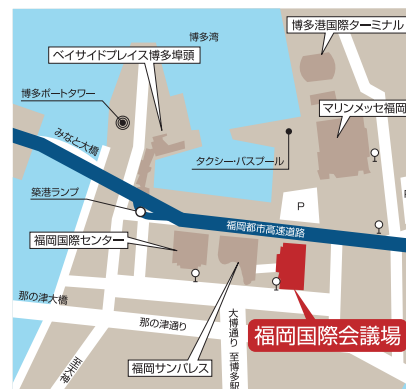 博多港国際ターミナル
博多湾
ベイサイドプレイス博多埠頭
博多ポートタワー
マリンメッセ福岡
みなと大橋
タクシー・バスプール
築港ランプ
P
福岡都市高速道路
福岡国際センター
那の津大橋
那の津通り
大博通り 至博多駅
福岡国際会議場
福岡サンパレス
至天神